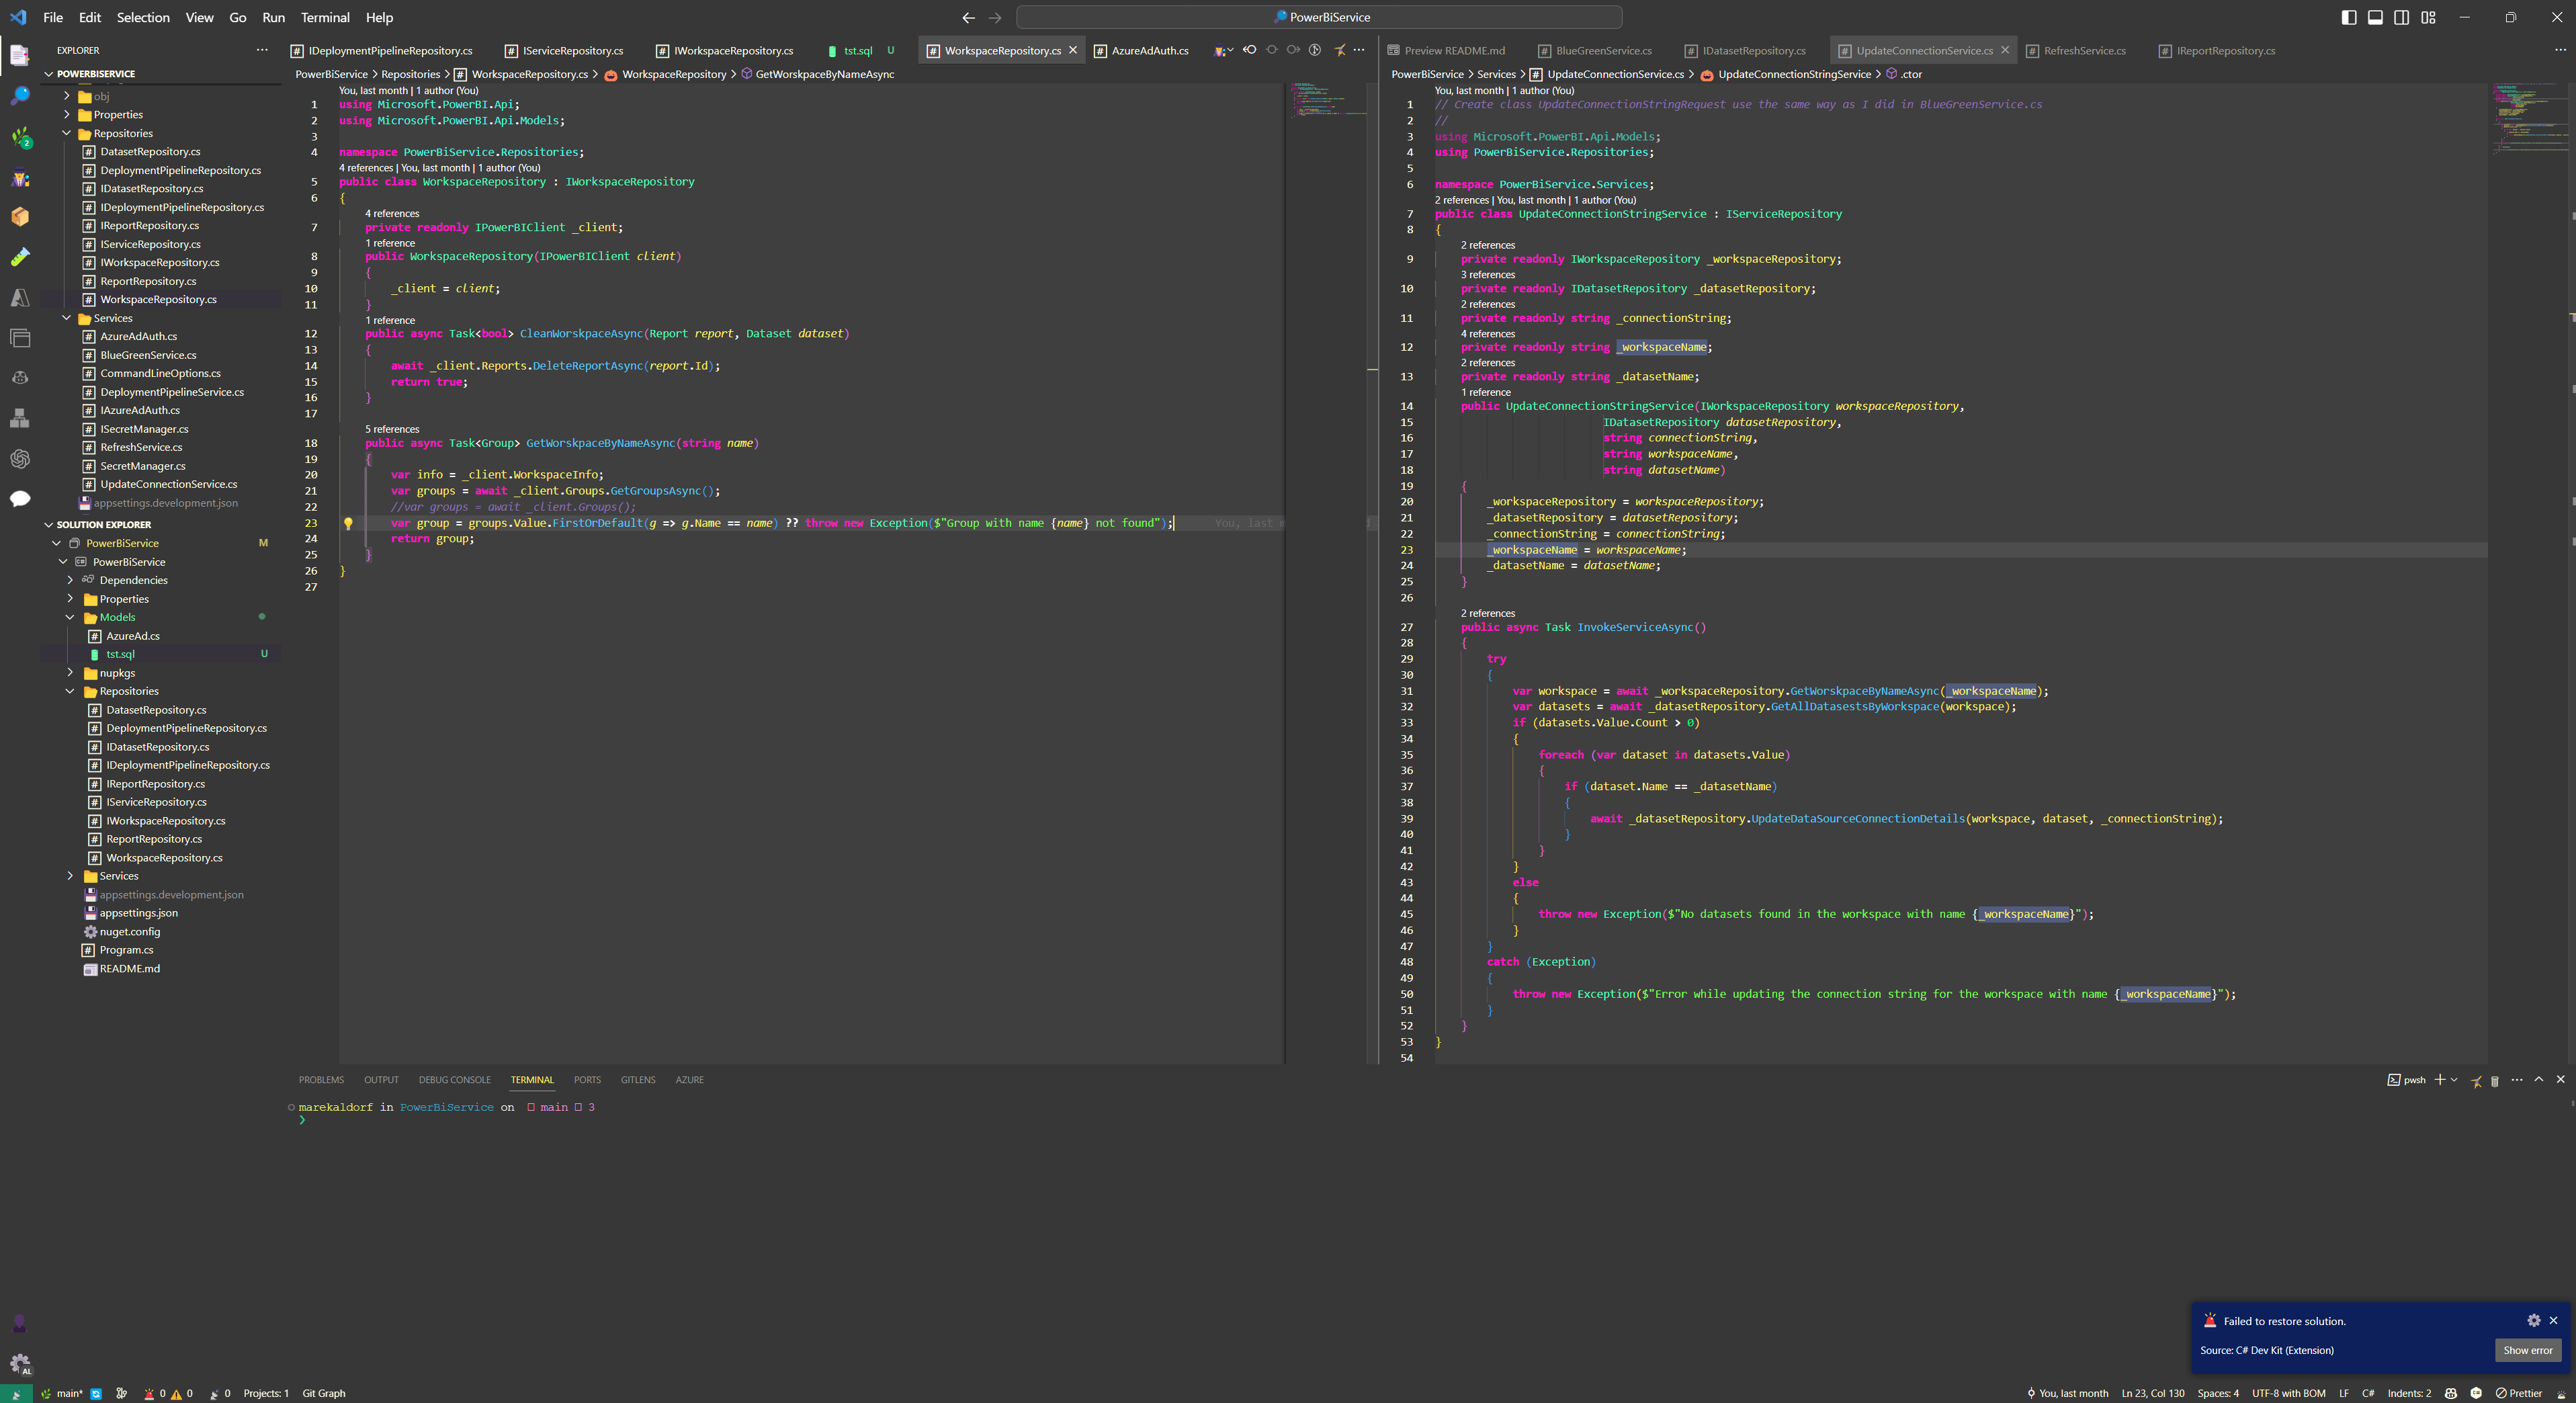 File Edit Selection View Go Run Terminal Help
PowerBiService
EXPLORER
POWERBISERVICE
obj
Properties
Repositories
DatasetRepository.cs
DeploymentPipelineRepository.cs
IDatasetRepository.cs
IDeploymentPipelineRepository.cs
IReportRepository.cs
IServiceRepository.cs
IWorkspaceRepository.cs
ReportRepository.cs
WorkspaceRepository.cs
Services
AzureAdAuth.cs
BlueGreenService.cs
CommandLineOptions.cs
DeploymentPipelineService.cs
IAzureAdAuth.cs
ISecretManager.cs
RefreshService.cs
SecretManager.cs
UpdateConnectionService.cs
appsettings.development.json
SOLUTION EXPLORER
PowerBiService M
PowerBiService
Dependencies
Properties
Models
AzureAd.cs
tst.sql U
nupkgs
Repositories
DatasetRepository.cs
DeploymentPipelineRepository.cs
IDatasetRepository.cs
IDeploymentPipelineRepository.cs
IReportRepository.cs
IServiceRepository.cs
IWorkspaceRepository.cs
ReportRepository.cs
WorkspaceRepository.cs
Services
appsettings.development.json
appsettings.json
nuget.config
Program.cs
README.md
IDeploymentPipelineRepository.cs IServiceRepository.cs IWorkspaceRepository.cs tst.sql U WorkspaceRepository.cs AzureAdAuth.cs
PowerBiService > Repositories > WorkspaceRepository.cs > WorkspaceRepository > GetWorskpaceByNameAsync
You, last month | 1 author (You)
1 using Microsoft.PowerBI.Api;
2 using Microsoft.PowerBI.Api.Models;
3
4 namespace PowerBiService.Repositories;
4 references | You, last month | 1 author (You)
5 public class WorkspaceRepository : IWorkspaceRepository
6 {
4 references
7 private readonly IPowerBIClient _client;
1 reference
8 public WorkspaceRepository(IPowerBIClient client)
9 {
10 _client = client;
11 }
1 reference
12 public async Task<bool> CleanWorskpaceAsync(Report report, Dataset dataset)
13 {
14 await _client.Reports.DeleteReportAsync(report.Id);
15 return true;
16 }
17
5 references
18 public async Task<Group> GetWorskpaceByNameAsync(string name)
19 {
20 var info = _client.WorkspaceInfo;
21 var groups = await _client.Groups.GetGroupsAsync();
22 //var groups = await _client.Groups();
23 var group = groups.Value.FirstOrDefault(g => g.Name == name) ?? throw new Exception($"Group with name {name} not found"); You, last m
24 return group;
25 }
26 }
27
Preview README.md BlueGreenService.cs IDatasetRepository.cs UpdateConnectionService.cs RefreshService.cs IReportRepository.cs
PowerBiService > Services > UpdateConnectionService.cs > UpdateConnectionStringService > .ctor
You, last month | 1 author (You)
1 // Create class UpdateConnectionStringRequest use the same way as I did in BlueGreenService.cs
2 //
3 using Microsoft.PowerBI.Api.Models;
4 using PowerBiService.Repositories;
5
6 namespace PowerBiService.Services;
2 references | You, last month | 1 author (You)
7 public class UpdateConnectionStringService : IServiceRepository
8 {
2 references
9 private readonly IWorkspaceRepository _workspaceRepository;
3 references
10 private readonly IDatasetRepository _datasetRepository;
2 references
11 private readonly string _connectionString;
4 references
12 private readonly string _workspaceName;
2 references
13 private readonly string _datasetName;
1 reference
14 public UpdateConnectionStringService(IWorkspaceRepository workspaceRepository,
15 IDatasetRepository datasetRepository,
16 string connectionString,
17 string workspaceName,
18 string datasetName)
19 {
20 _workspaceRepository = workspaceRepository;
21 _datasetRepository = datasetRepository;
22 _connectionString = connectionString;
23 _workspaceName = workspaceName;
24 _datasetName = datasetName;
25 }
26
2 references
27 public async Task InvokeServiceAsync()
28 {
29 try
30 {
31 var workspace = await _workspaceRepository.GetWorskpaceByNameAsync(_workspaceName);
32 var datasets = await _datasetRepository.GetAllDatasestsByWorkspace(workspace);
33 if (datasets.Value.Count > 0)
34 {
35 foreach (var dataset in datasets.Value)
36 {
37 if (dataset.Name == _datasetName)
38 {
39 await _datasetRepository.UpdateDataSourceConnectionDetails(workspace, dataset, _connectionString);
40 }
41 }
42 }
43 else
44 {
45 throw new Exception($"No datasets found in the workspace with name {_workspaceName}");
46 }
47 }
48 catch (Exception)
49 {
50 throw new Exception($"Error while updating the connection string for the workspace with name {_workspaceName}");
51 }
52 }
53 }
54
PROBLEMS OUTPUT DEBUG CONSOLE TERMINAL PORTS GITLENS AZURE
pwsh
marekaldorf in PowerBiService on main 3
❯
Failed to restore solution.
Source: C# Dev Kit (Extension)
Show error
2
AL
main* 0 0 0 Projects: 1 Git Graph
You, last month Ln 23, Col 130 Spaces: 4 UTF-8 with BOM LF C# Indents: 2 Prettier